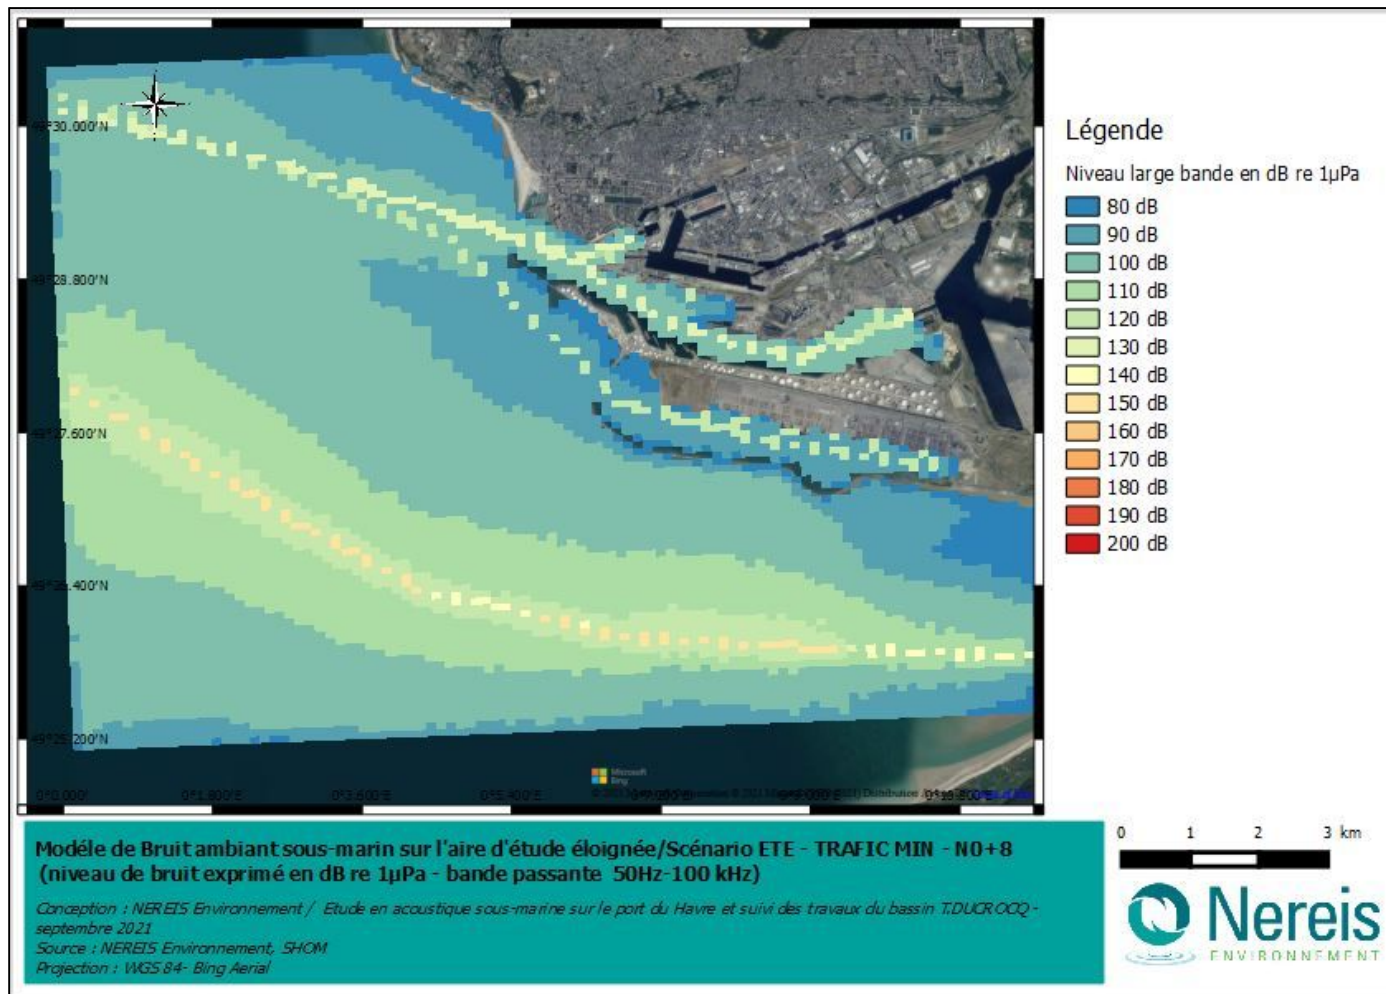 49°30.000'N
49°28.800'N
49°27.600'N
49°26.400'N
49°25.200'N
0°0.000'E
0°1.800'E
0°3.600'E
0°5.400'E
Microsoft
Bing
Légende
Niveau large bande en dB re 1µPa
80 dB
90 dB
100 dB
110 dB
120 dB
130 dB
140 dB
150 dB
160 dB
170 dB
180 dB
190 dB
200 dB
Modéle de Bruit ambiant sous-marin sur l'aire d'étude éloignée/Scénario ETE - TRAFIC MIN - N0+8
(niveau de bruit exprimé en dB re 1µPa - bande passante 50Hz-100 kHz)
Conception : NEREIS Environnement / Etude en acoustique sous-marine sur le port du Havre et suivi des travaux du bassin T.DUCROCQ -
septembre 2021
Source : NEREIS Environnement, SHOM
Projection : WGS 84- Bing Aerial
0 1 2 3 km
Nereis
ENVIRONNEMENT